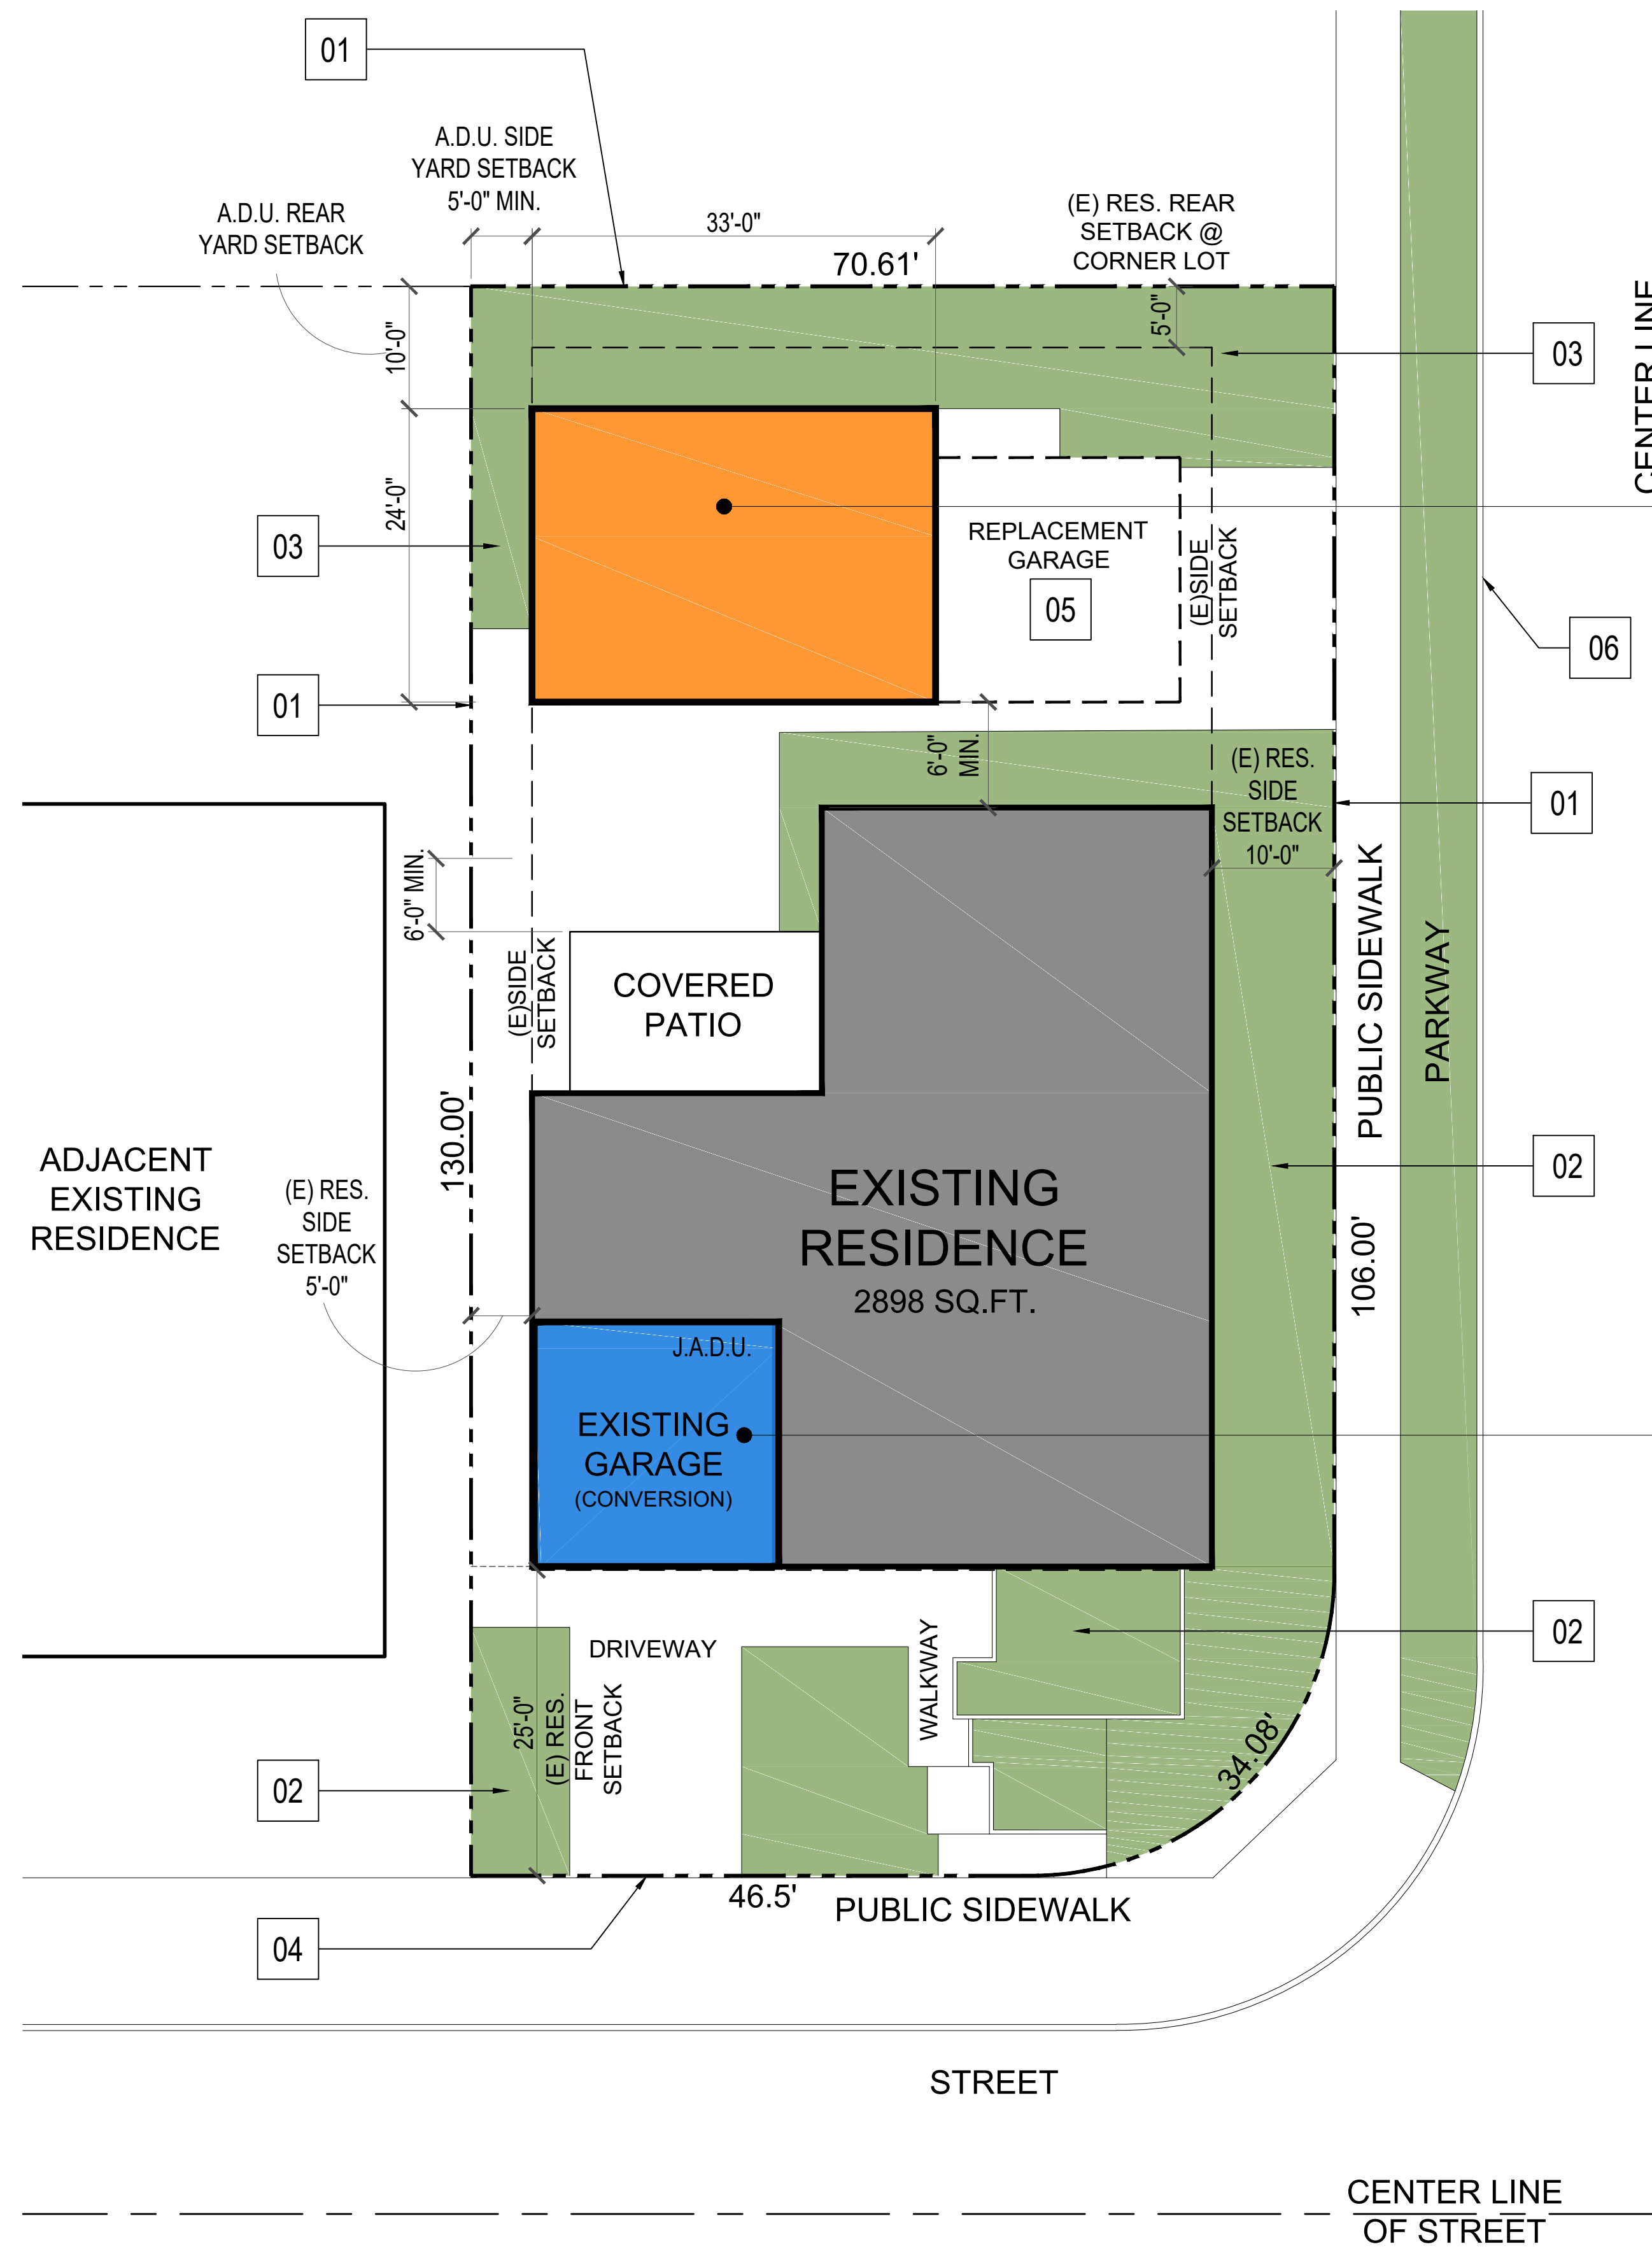 01
A.D.U. SIDE
YARD SETBACK
5'-0" MIN.
A.D.U. REAR
YARD SETBACK
33'-0"
70.61'
(E) RES. REAR
SETBACK @
CORNER LOT
5'-0"
10'-0"
03
CENTER LINE
24'-0"
03
REPLACEMENT
GARAGE
05
(E)SIDE
SETBACK
06
01
6'-0"
MIN.
(E) RES.
SIDE
SETBACK
10'-0"
01
6'-0" MIN.
(E)SIDE
SETBACK
COVERED
PATIO
PUBLIC SIDEWALK
PARKWAY
130.00'
ADJACENT
EXISTING
RESIDENCE
(E) RES.
SIDE
SETBACK
5'-0"
EXISTING
RESIDENCE
2898 SQ.FT.
02
106.00'
J.A.D.U.
EXISTING
GARAGE
(CONVERSION)
DRIVEWAY
WALKWAY
02
25'-0"
(E) RES.
FRONT
SETBACK
34.08'
02
46.5'
PUBLIC SIDEWALK
04
STREET
CENTER LINE
OF STREET